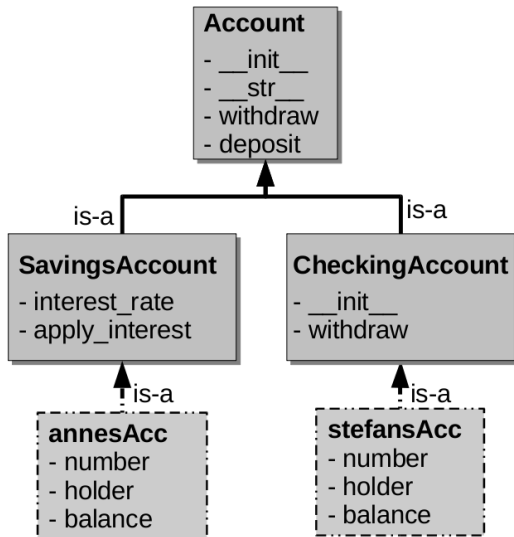 Account
- __init__
- __str__
- withdraw
- deposit
is-a
is-a
SavingsAccount
- interest_rate
- apply_interest
CheckingAccount
- __init__
- withdraw
is-a
is-a
annesAcc
- number
- holder
- balance
stefansAcc
- number
- holder
- balance